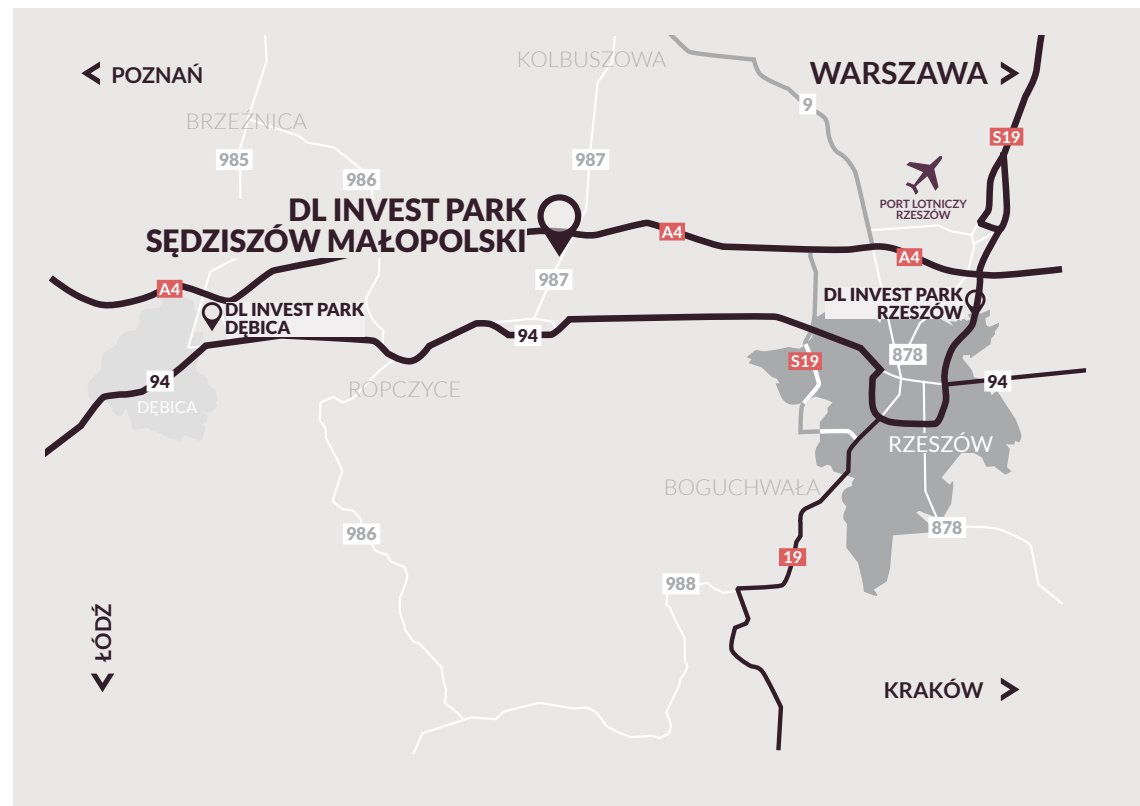 POZNAŃ
KOLBUSZOWA
WARSZAWA
9
BRZEŹNICA
S19
985
987
986
PORT LOTNICZY
RZESZÓW
DL INVEST PARK
SĘDZISZÓW MAŁOPOLSKI
A4
A4
987
A4
DL INVEST PARK
RZESZÓW
DL INVEST PARK
DĘBICA
94
878
S19
94
94
ROPCZYCE
DĘBICA
RZESZÓW
BOGUCHWAŁA
986
878
19
988
ŁÓDŹ
KRAKÓW